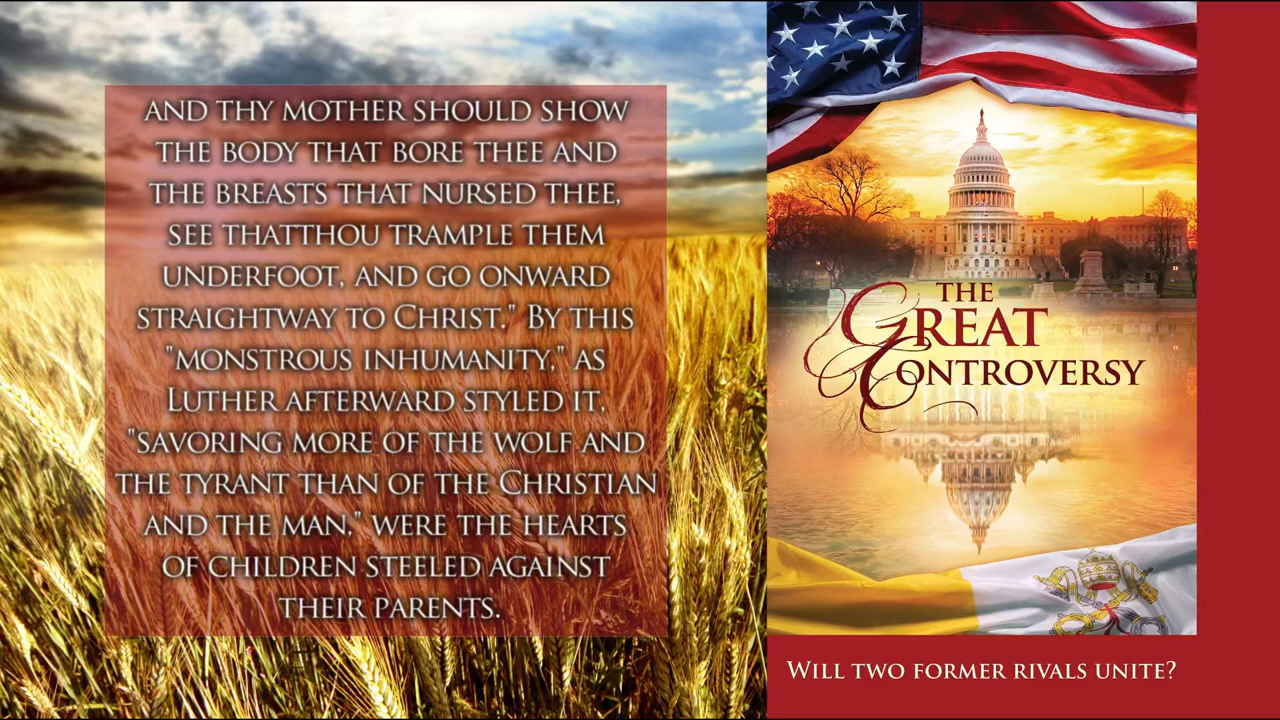 AND THY MOTHER SHOULD SHOW
THE BODY THAT BORE THEE AND
THE BREASTS THAT NURSED THEE,
SEE THATTHOU TRAMPLE THEM
UNDERFOOT, AND GO ONWARD
STRAIGHTWAY TO CHRIST." BY THIS
"MONSTROUS INHUMANITY," AS
LUTHER AFTERWARD STYLED IT,
"SAVORING MORE OF THE WOLF AND
THE TYRANT THAN OF THE CHRISTIAN
AND THE MAN," WERE THE HEARTS
OF CHILDREN STEELED AGAINST
THEIR PARENTS.
THE
GREAT
CONTROVERSY
WILL TWO FORMER RIVALS UNITE?